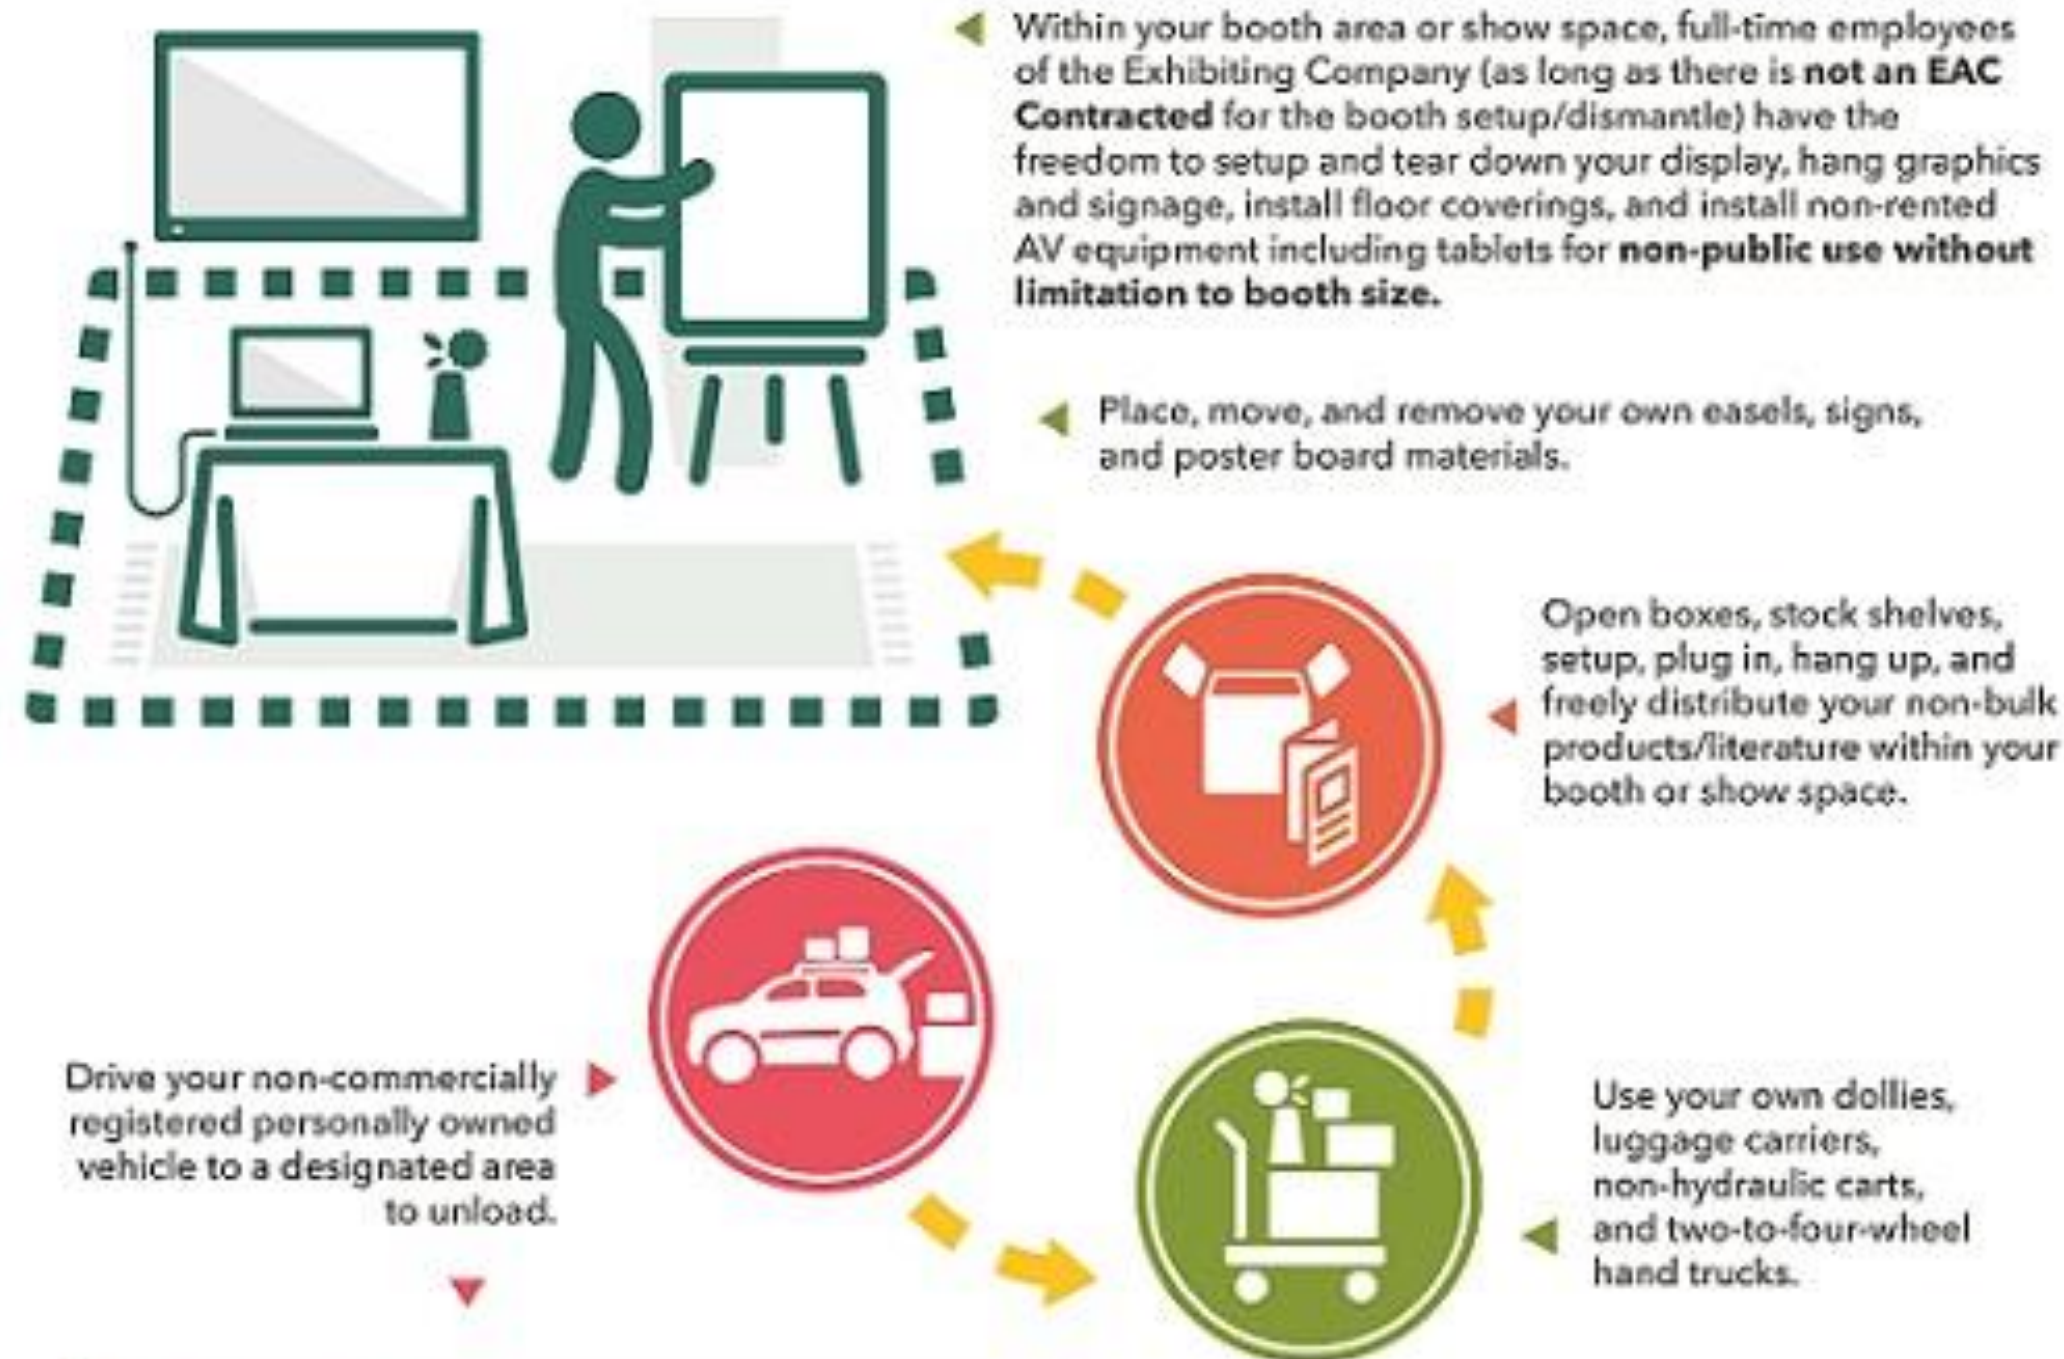 Within your booth area or show space, full-time employees
of the Exhibiting Company (as long as there is not an EAC
Contracted for the booth setup/dismantle) have the
freedom to setup and tear down your display, hang graphics
and signage, install floor coverings, and install non-rented
AV equipment including tablets for non-public use without
limitation to booth size.
Place, move, and remove your own easels, signs,
and poster board materials.
Open boxes, stock shelves,
setup, plug in, hang up, and
freely distribute your non-bulk
products/literature within your
booth or show space.
Drive your non-commercially
registered personally owned
vehicle to a designated area
to unload.
Use your own dollies,
luggage carriers,
non-hydraulic carts,
and two-to-four-wheel
hand trucks.